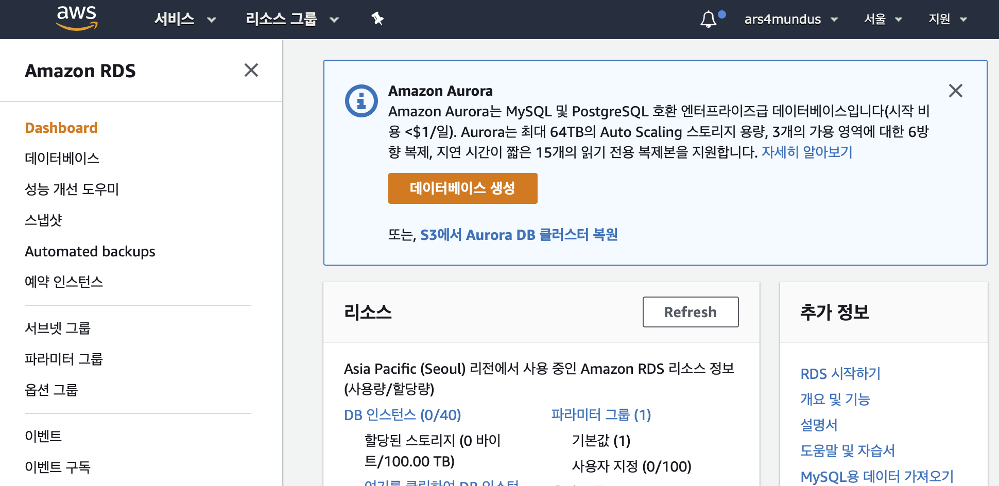 aws 서비스 리소스 그룹 ars4mundus 서울 지원
Amazon RDS
Dashboard
데이터베이스
성능 개선 도우미
스냅샷
Automated backups
예약 인스턴스
서브넷 그룹
파라미터 그룹
옵션 그룹
이벤트
이벤트 구독
Amazon Aurora
Amazon Aurora는 MySQL 및 PostgreSQL 호환 엔터프라이즈급 데이터베이스입니다(시작 비
용 <$1/일). Aurora는 최대 64TB의 Auto Scaling 스토리지 용량, 3개의 가용 영역에 대한 6방
향 복제, 지연 시간이 짧은 15개의 읽기 전용 복제본을 지원합니다. 자세히 알아보기
데이터베이스 생성
또는, S3에서 Aurora DB 클러스터 복원
리소스
Refresh
Asia Pacific (Seoul) 리전에서 사용 중인 Amazon RDS 리소스 정보
(사용량/할당량)
DB 인스턴스 (0/40)
할당된 스토리지 (0 바이
트/100.00 TB)
여기를 클릭하여 DB 인스턴
파라미터 그룹 (1)
기본값 (1)
사용자 지정 (0/100)
추가 정보
RDS 시작하기
개요 및 기능
설명서
도움말 및 자습서
MySQL용 데이터 가져오기